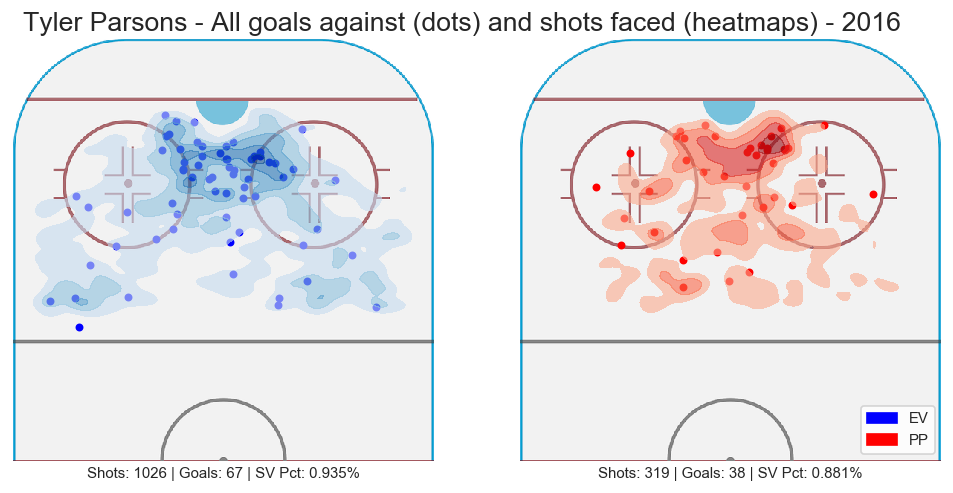 Tyler Parsons - All goals against (dots) and shots faced (heatmaps) - 2016
EV
PP
Shots: 1026 | Goals: 67 | SV Pct: 0.935%
Shots: 319 | Goals: 38 | SV Pct: 0.881%